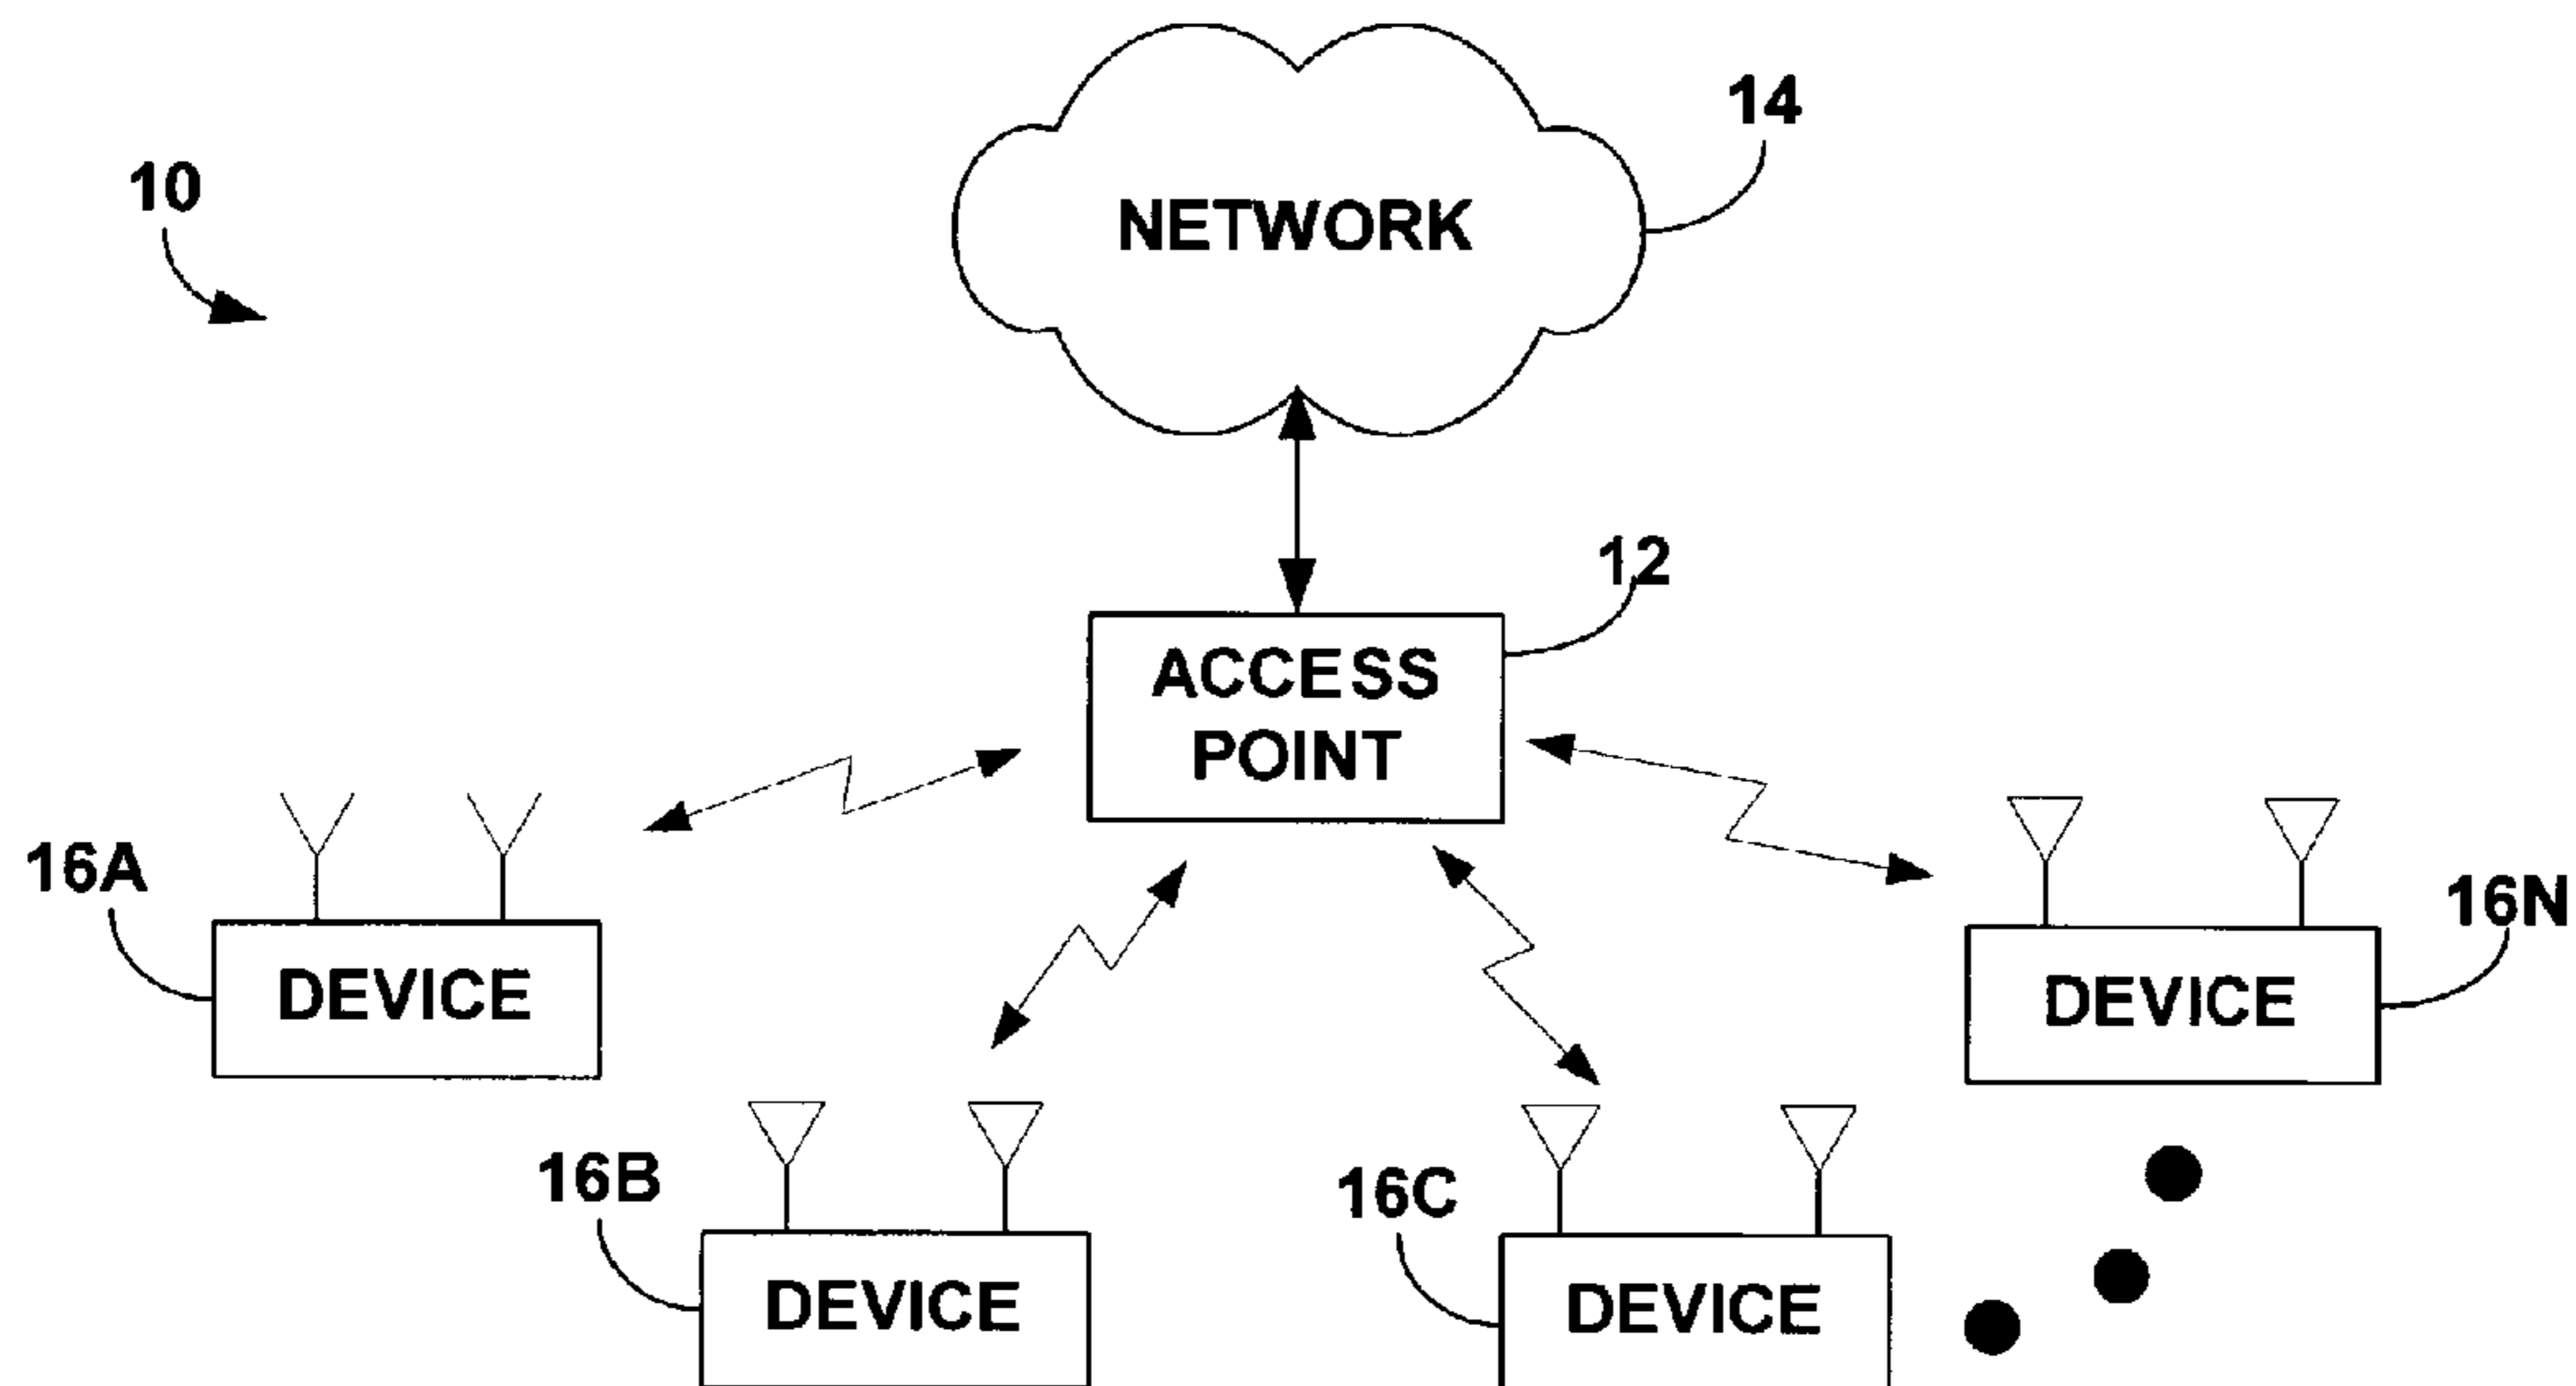 14
10
NETWORK
12
ACCESS
POINT
16A
16N
DEVICE
DEVICE
16B
16C
DEVICE
DEVICE